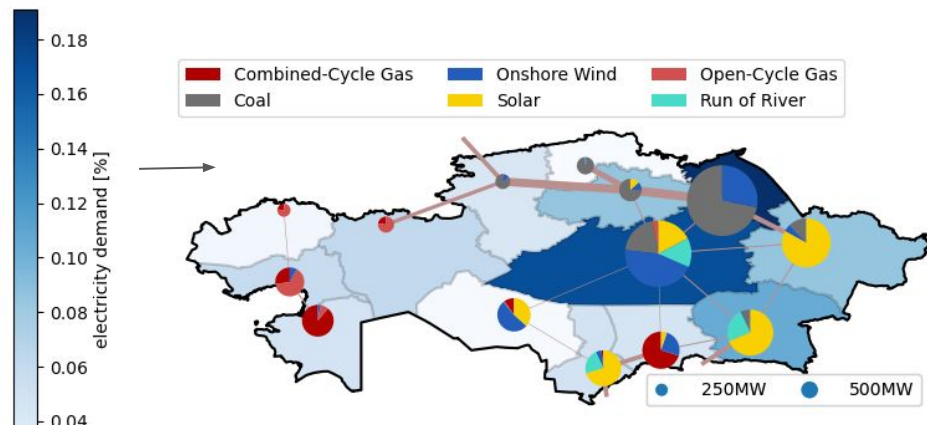 0.18
0.16
0.14
0.12
0.10
0.08
0.06
0.04
electricity demand [%]
Combined-Cycle Gas Onshore Wind Open-Cycle Gas
Coal Solar Run of River
250MW 500MW